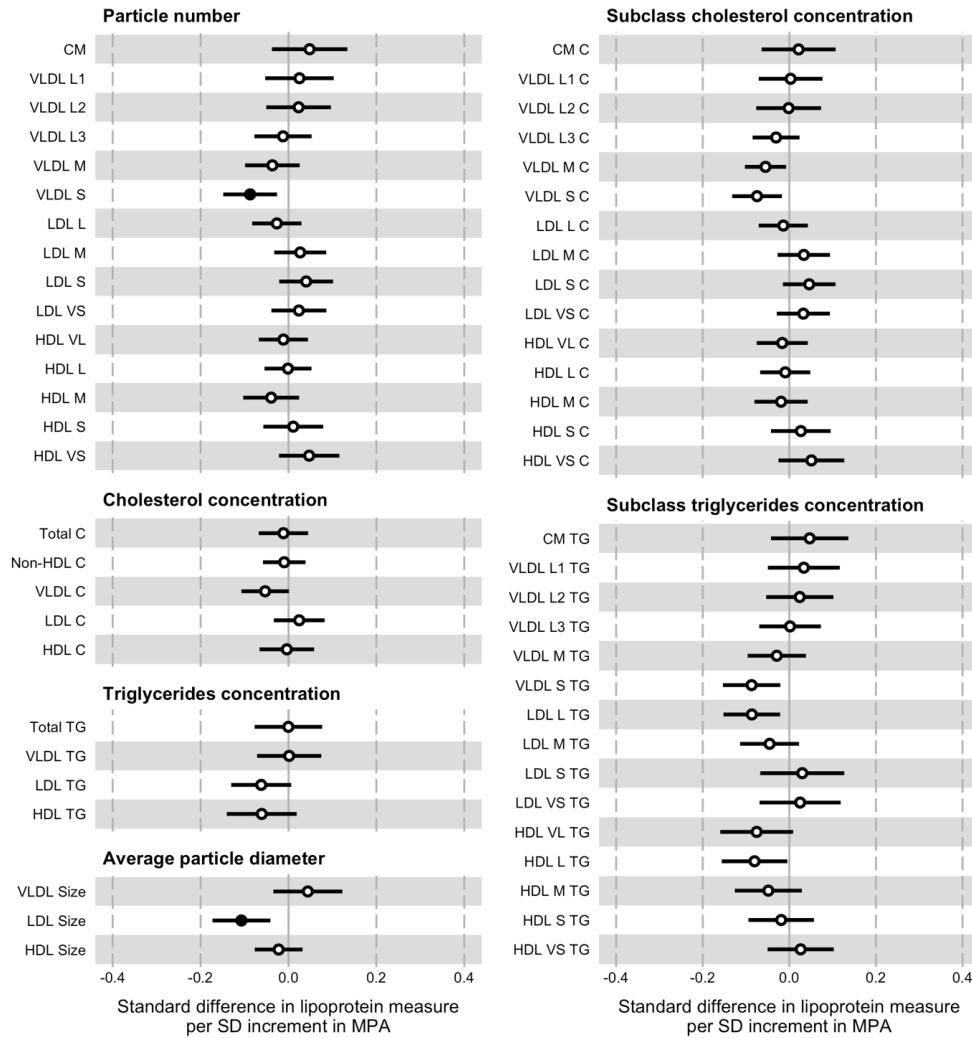 Particle number
CM
VLDL L1
VLDL L2
VLDL L3
VLDL M
VLDL S
LDL L
LDL M
LDL S
LDL VS
HDL VL
HDL L
HDL M
HDL S
HDL VS
Cholesterol concentration
Total C
Non-HDL C
VLDL C
LDL C
HDL C
Triglycerides concentration
Total TG
VLDL TG
LDL TG
HDL TG
Average particle diameter
VLDL Size
LDL Size
HDL Size
-0.4 -0.2 0.0 0.2 0.4
Standard difference in lipoprotein measure
per SD increment in MPA
Subclass cholesterol concentration
CM C
VLDL L1 C
VLDL L2 C
VLDL L3 C
VLDL M C
VLDL S C
LDL L C
LDL M C
LDL S C
LDL VS C
HDL VL C
HDL L C
HDL M C
HDL S C
HDL VS C
Subclass triglycerides concentration
CM TG
VLDL L1 TG
VLDL L2 TG
VLDL L3 TG
VLDL M TG
VLDL S TG
LDL L TG
LDL M TG
LDL S TG
LDL VS TG
HDL VL TG
HDL L TG
HDL M TG
HDL S TG
HDL VS TG
-0.4 -0.2 0.0 0.2 0.4
Standard difference in lipoprotein measure
per SD increment in MPA